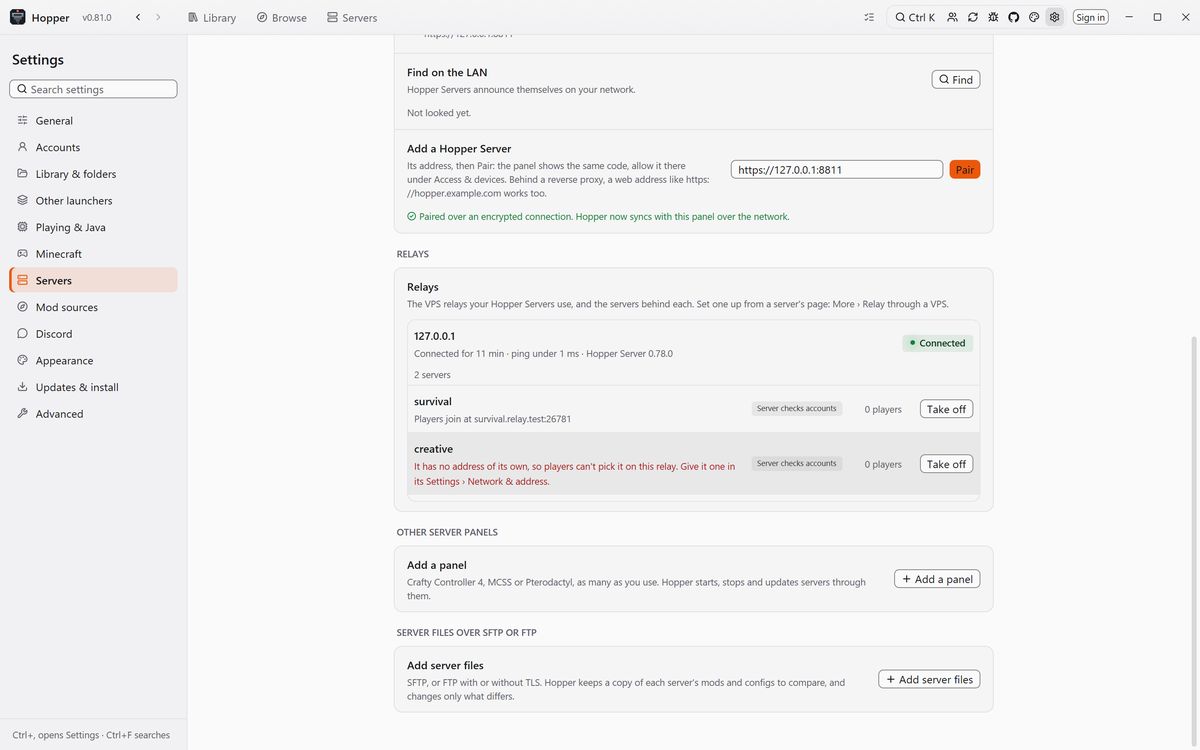 Hopper v0.81.0 Library Browse Servers Ctrl K Sign in
Settings
Search settings
General
Accounts
Library & folders
Other launchers
Playing & Java
Minecraft
Servers
Mod sources
Discord
Appearance
Updates & install
Advanced
Ctrl+, opens Settings · Ctrl+F searches
https://127.0.0.1:8811
Find on the LAN
Hopper Servers announce themselves on your network.
Not looked yet.
Find
Add a Hopper Server
Its address, then Pair: the panel shows the same code, allow it there
under Access & devices. Behind a reverse proxy, a web address like https:
//hopper.example.com works too.
https://127.0.0.1:8811
Pair
Paired over an encrypted connection. Hopper now syncs with this panel over the network.
RELAYS
Relays
The VPS relays your Hopper Servers use, and the servers behind each. Set one up from a server's page: More › Relay through a VPS.
127.0.0.1
Connected for 11 min · ping under 1 ms · Hopper Server 0.78.0
Connected
2 servers
survival
Players join at survival.relay.test:26781
Server checks accounts
0 players
Take off
creative
It has no address of its own, so players can't pick it on this relay. Give it one in
its Settings › Network & address.
Server checks accounts
0 players
Take off
OTHER SERVER PANELS
Add a panel
Crafty Controller 4, MCSS or Pterodactyl, as many as you use. Hopper starts, stops and updates servers through
them.
+ Add a panel
SERVER FILES OVER SFTP OR FTP
Add server files
SFTP, or FTP with or without TLS. Hopper keeps a copy of each server's mods and configs to compare, and
changes only what differs.
+ Add server files